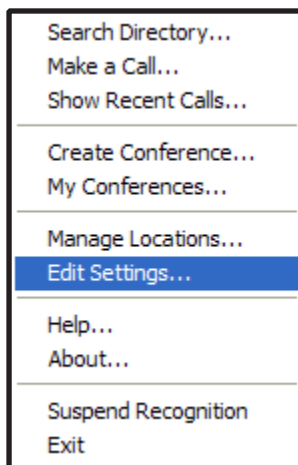 Search Directory...
Make a Call...
Show Recent Calls...
Create Conference...
My Conferences...
Manage Locations...
Edit Settings...
Help...
About...
Suspend Recognition
Exit